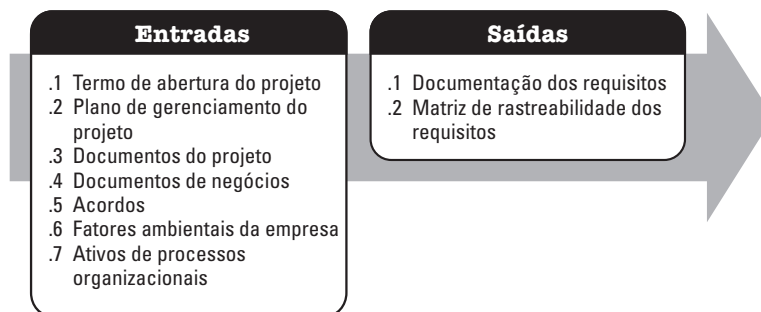 Entradas
.1 Termo de abertura do projeto
.2 Plano de gerenciamento do
projeto
.3 Documentos do projeto
.4 Documentos de negócios
.5 Acordos
.6 Fatores ambientais da empresa
.7 Ativos de processos
organizacionais
Saídas
.1 Documentação dos requisitos
.2 Matriz de rastreabilidade dos
requisitos